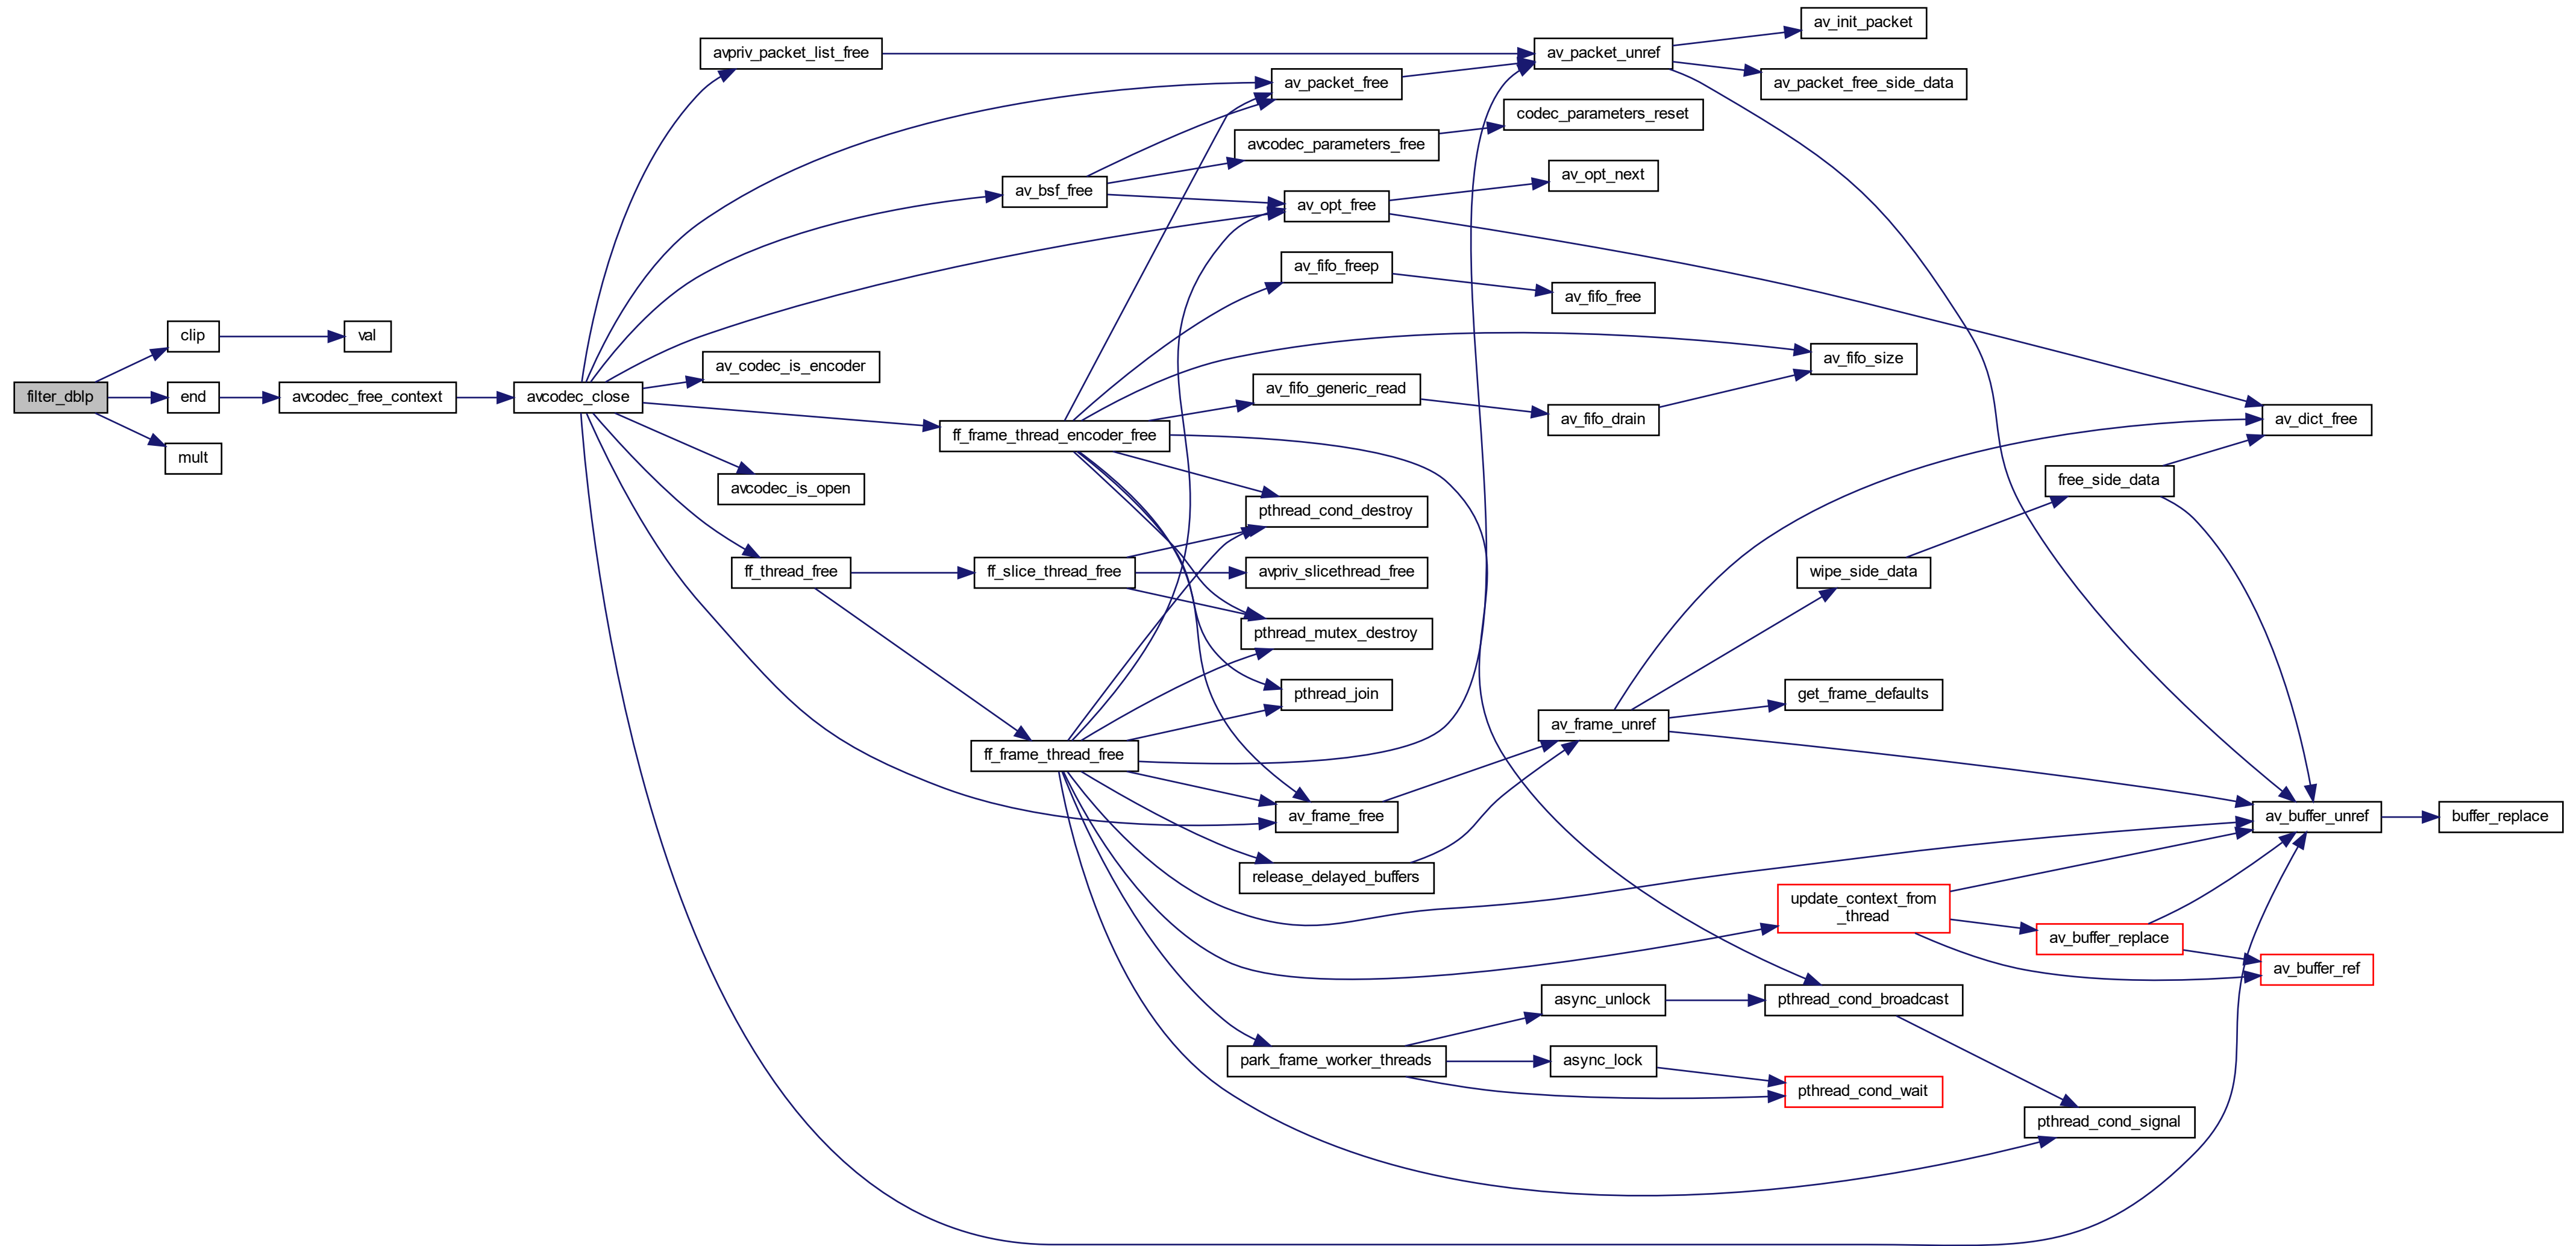 filter_dblp
clip
end
mult
val
avcodec_free_context
avcodec_close
avpriv_packet_list_free
av_codec_is_encoder
avcodec_is_open
ff_thread_free
av_bsf_free
ff_frame_thread_encoder_free
ff_slice_thread_free
ff_frame_thread_free
av_packet_free
avcodec_parameters_free
av_opt_free
av_fifo_freep
av_fifo_generic_read
pthread_cond_destroy
avpriv_slicethread_free
pthread_mutex_destroy
pthread_join
av_frame_free
release_delayed_buffers
park_frame_worker_threads
av_packet_unref
codec_parameters_reset
av_opt_next
av_fifo_free
av_fifo_drain
av_frame_unref
async_unlock
async_lock
av_init_packet
av_packet_free_side_data
av_fifo_size
wipe_side_data
get_frame_defaults
update_context_from
_thread
pthread_cond_broadcast
pthread_cond_wait
free_side_data
av_buffer_replace
pthread_cond_signal
av_dict_free
av_buffer_unref
av_buffer_ref
buffer_replace